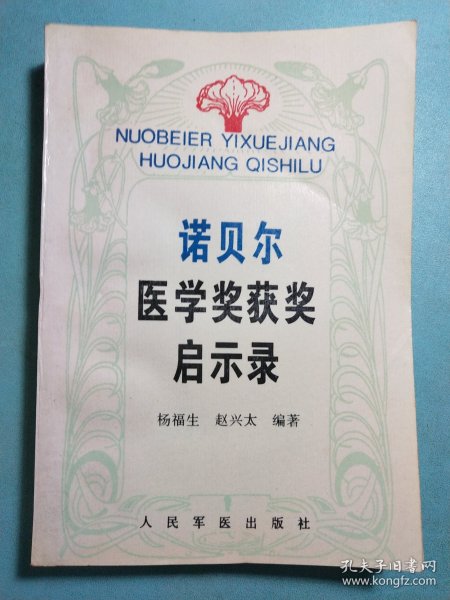 NUOBEIER YIXUEJIANG
HUOJIANG QISHILU
诺贝尔
医学奖获奖
启示录
杨福生 赵兴太 编著
人民军医出版社
孔夫子旧书网
www.kongfz.com